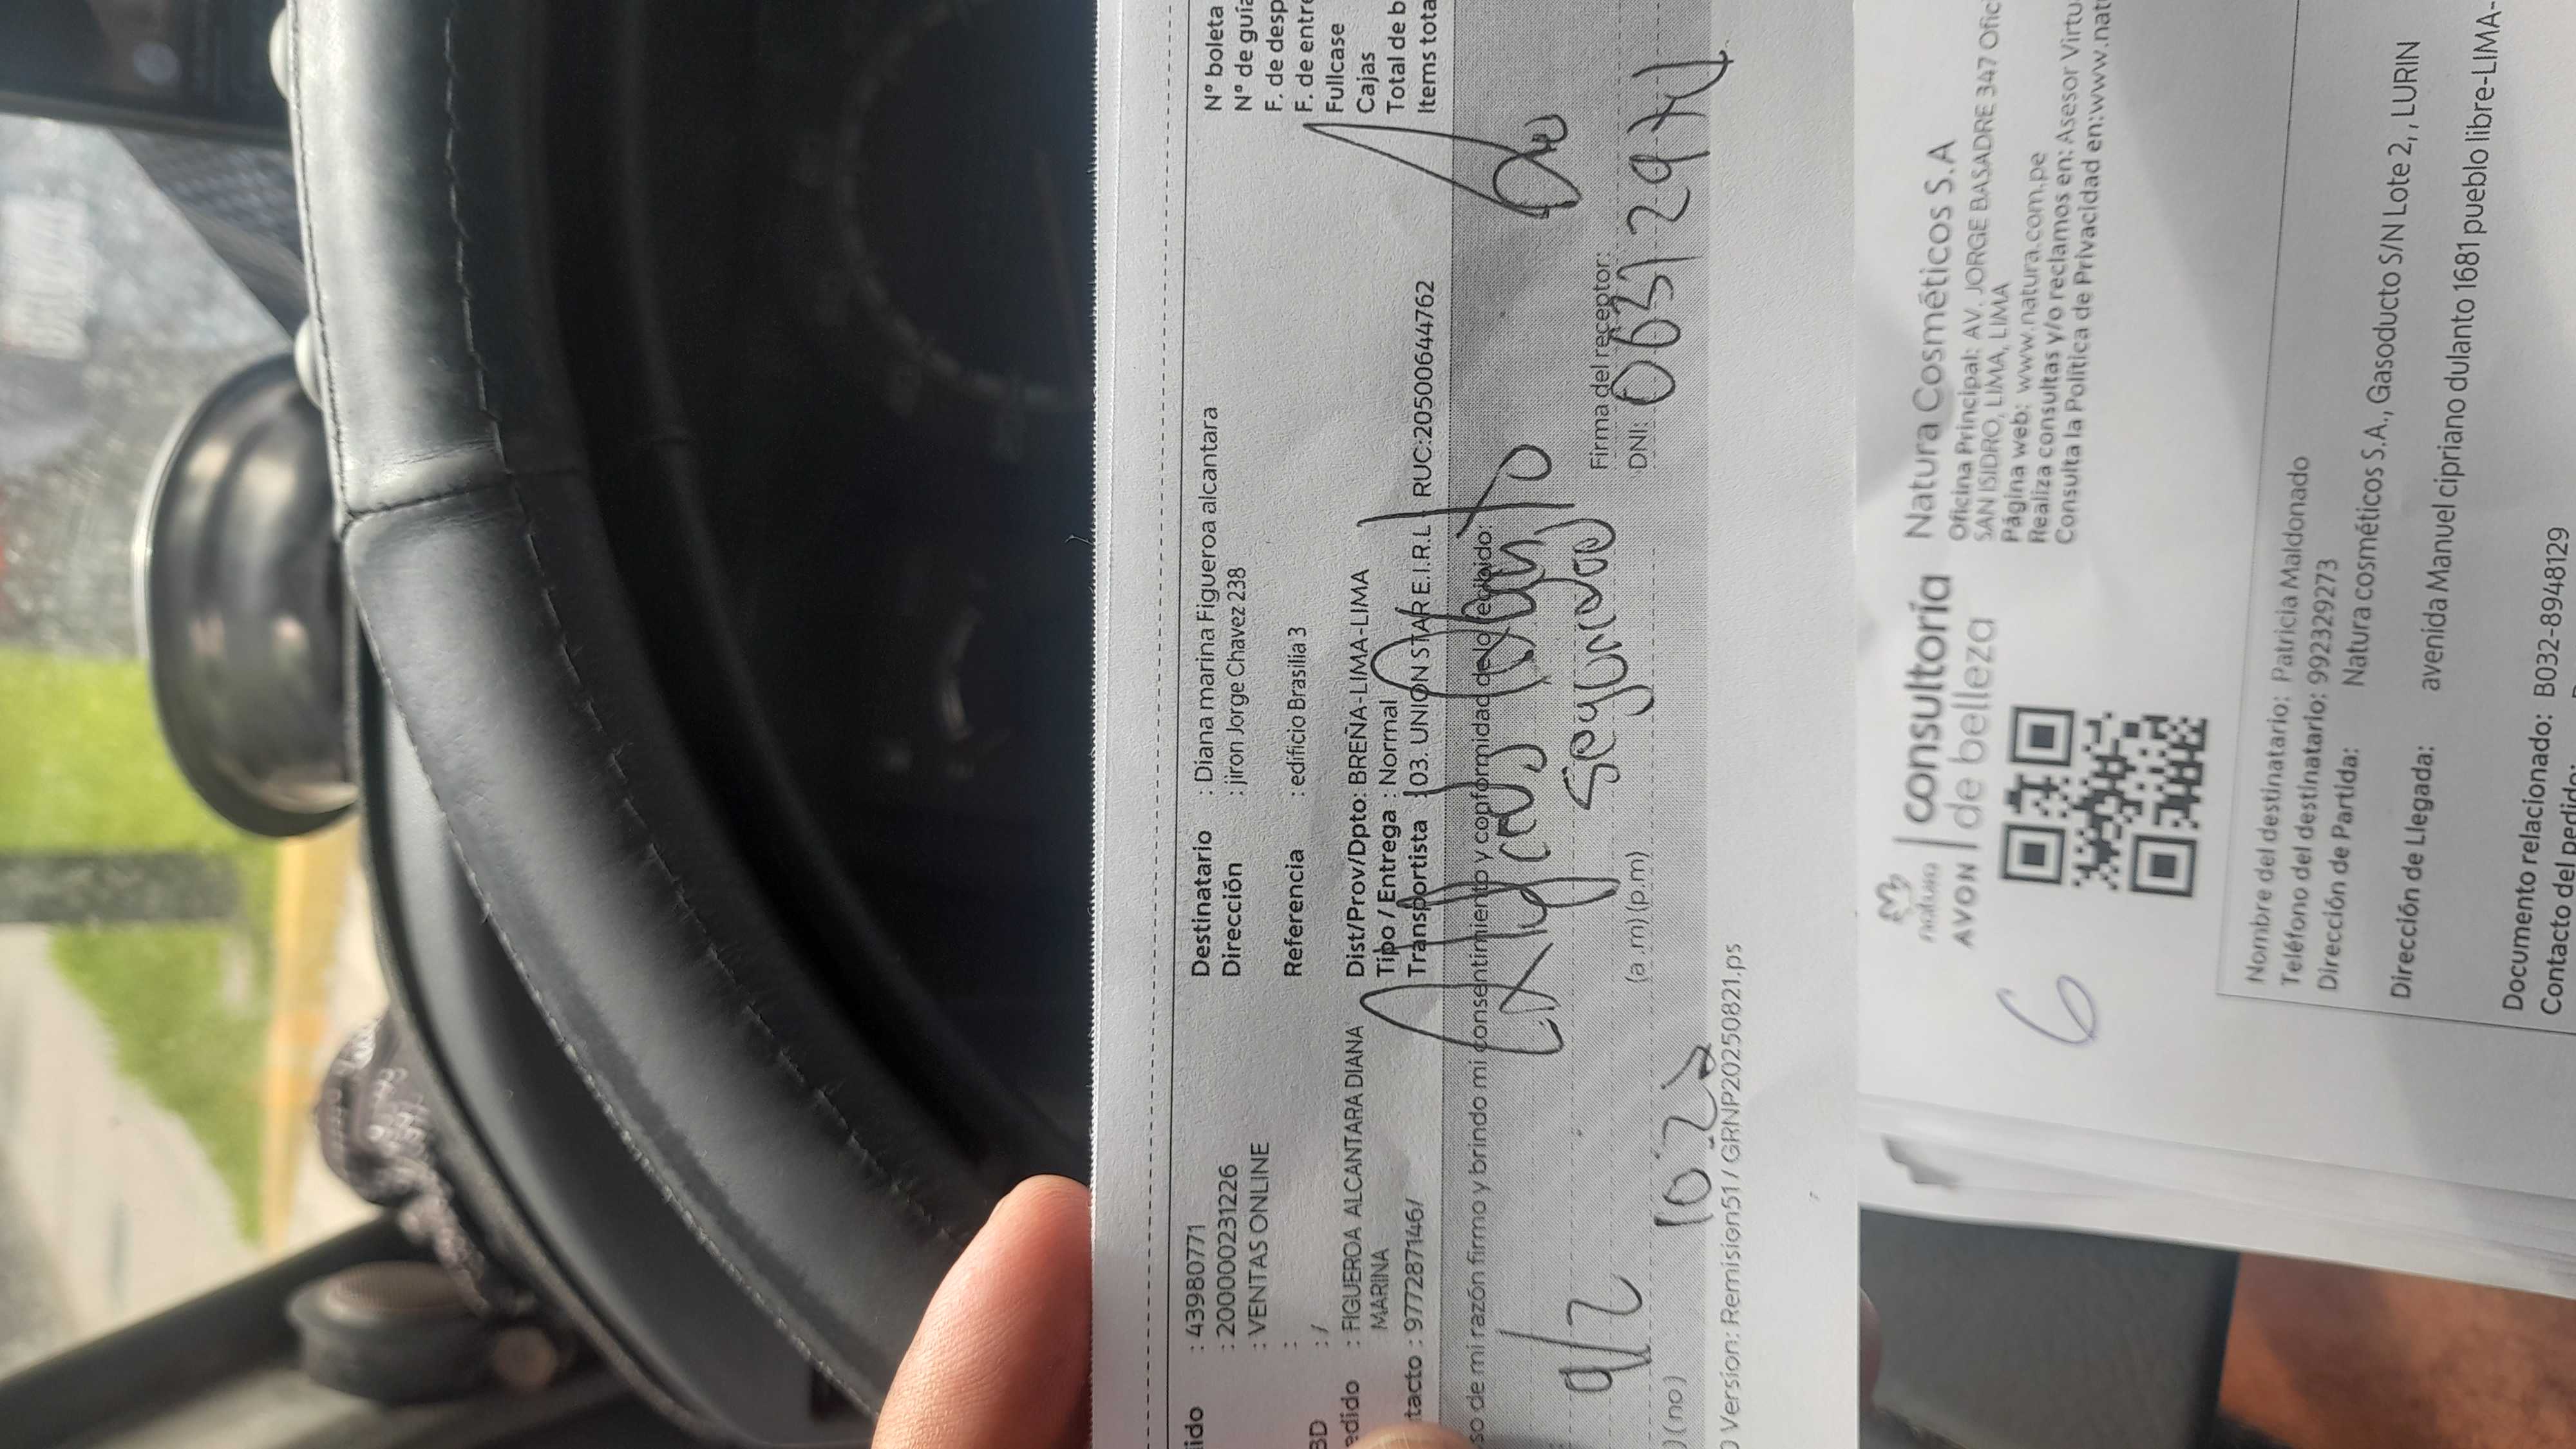 ido : 43980771
: 2000000231226
: VENTAS ONLINE
:
BD : /
edido : FIGUEROA ALCANTARA DIANA
MARINA
tacto : 977287146/
Destinatario : Diana marina Figueroa alcantara
Dirección : jiron Jorge Chavez 238
Referencia : edificio Brasilia 3
Dist/Prov/Dpto: BREÑA-LIMA-LIMA
Tipo / Entrega : Normal
Transportista : 03. UNION STAR E.I.R.L. RUC:20500644762
N° boleta
N° de guía
F. de desp
F. de entre
Fullcase
Cajas
Total de b
Items tota
so de mi razón firmo y brindo mi consentimiento y conformidad de lo recibido:
Segundo
Firma del receptor:
DNI:
(a.m) (p.m)
) (no)
Version: Remision51 / GRNP20250821.ps
natura
AVON
consultoría
de belleza
Natura Cosméticos S.A
Oficina Principal: AV. JORGE BASADRE 347 Ofic
SAN ISIDRO, LIMA, LIMA
Página web: www.natura.com.pe
Realiza consultas y/o reclamos en: Asesor Virtu
Consulta la Política de Privacidad en:www.nat
6
Nombre del destinatario: Patricia Maldonado
Teléfono del destinatario: 992329273
Dirección de Partida: Natura cosméticos S.A., Gasoducto S/N Lote 2, , LURIN
Dirección de Llegada: avenida Manuel cipriano dulanto 1681 pueblo libre-LIMA-
Documento relacionado: B032-8948129
Contacto del pedido: